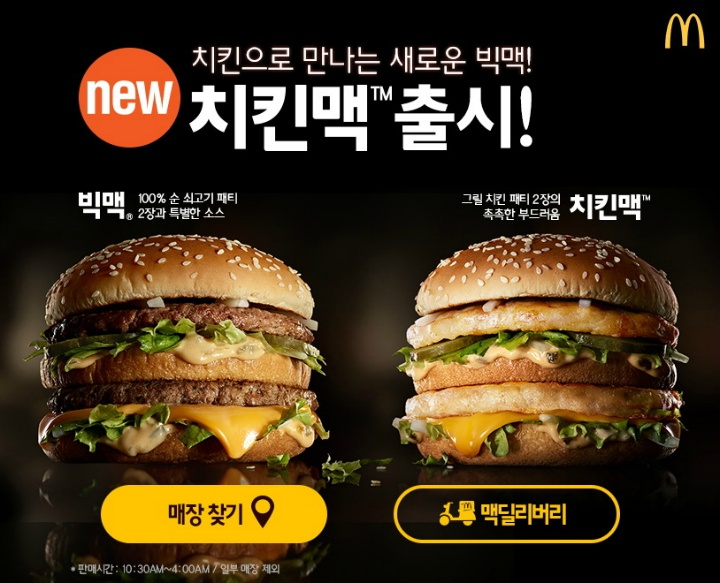 치킨으로 만나는 새로운 빅맥!
new
치킨맥™ 출시!
빅맥®
100% 순 쇠고기 패티
2장과 특별한 소스
그릴 치킨 패티 2장의
촉촉한 부드러움
치킨맥™
매장 찾기
맥딜리버리
* 판매시간 : 10:30AM~4:00AM / 일부 매장 제외